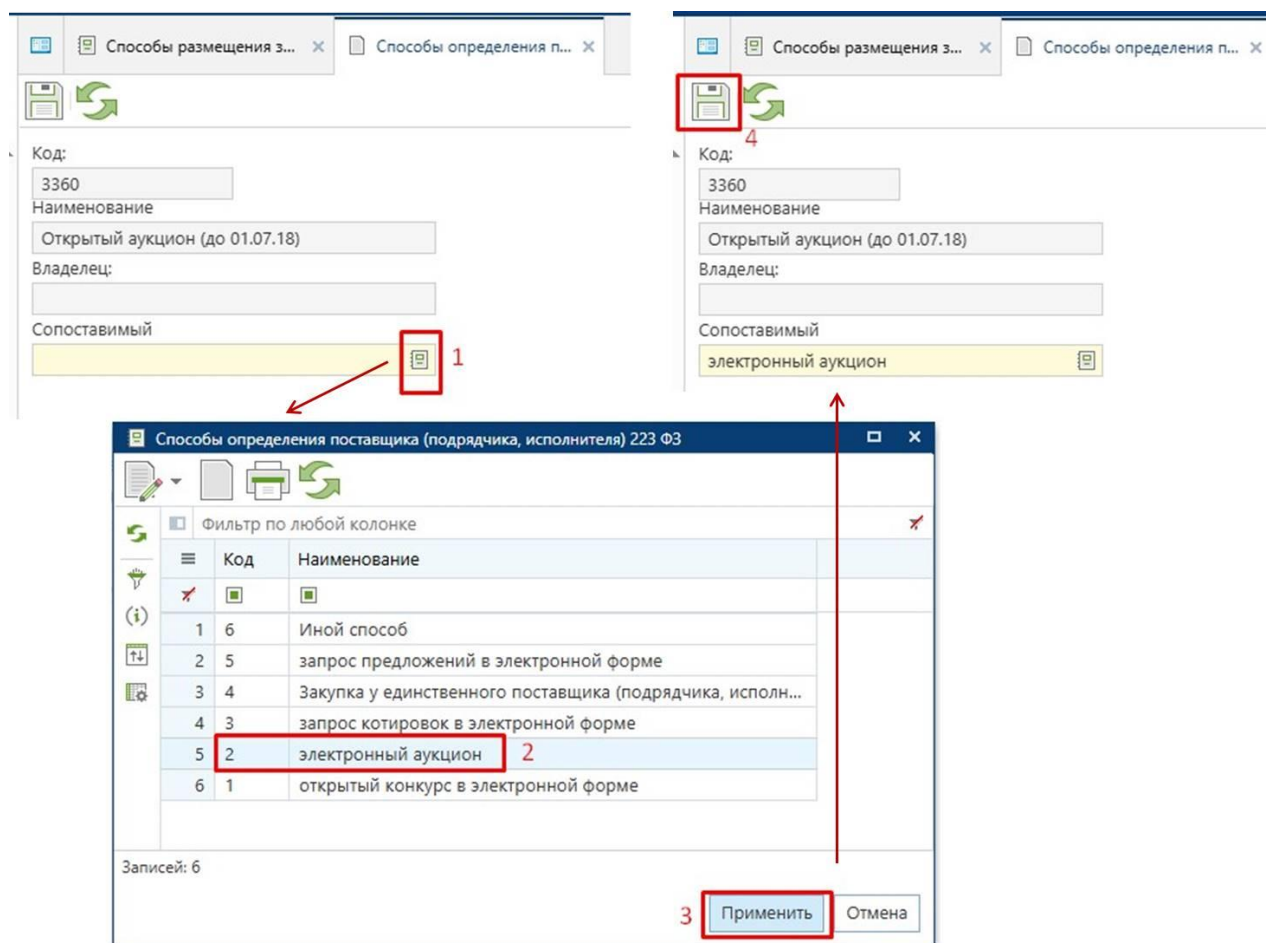 Способы размещения з...
Способы определения п...
Код:
3360
Наименование
Открытый аукцион (до 01.07.18)
Владелец:
Сопоставимый
1
Способы размещения з...
Способы определения п...
4
Код:
3360
Наименование
Открытый аукцион (до 01.07.18)
Владелец:
Сопоставимый
электронный аукцион
Способы определения поставщика (подрядчика, исполнителя) 223 ФЗ
Фильтр по любой колонке
Код Наименование
1 6 Иной способ
2 5 запрос предложений в электронной форме
3 4 Закупка у единственного поставщика (подрядчика, исполн...
4 3 запрос котировок в электронной форме
5 2 электронный аукцион 2
6 1 открытый конкурс в электронной форме
Записей: 6
3 Применить Отмена